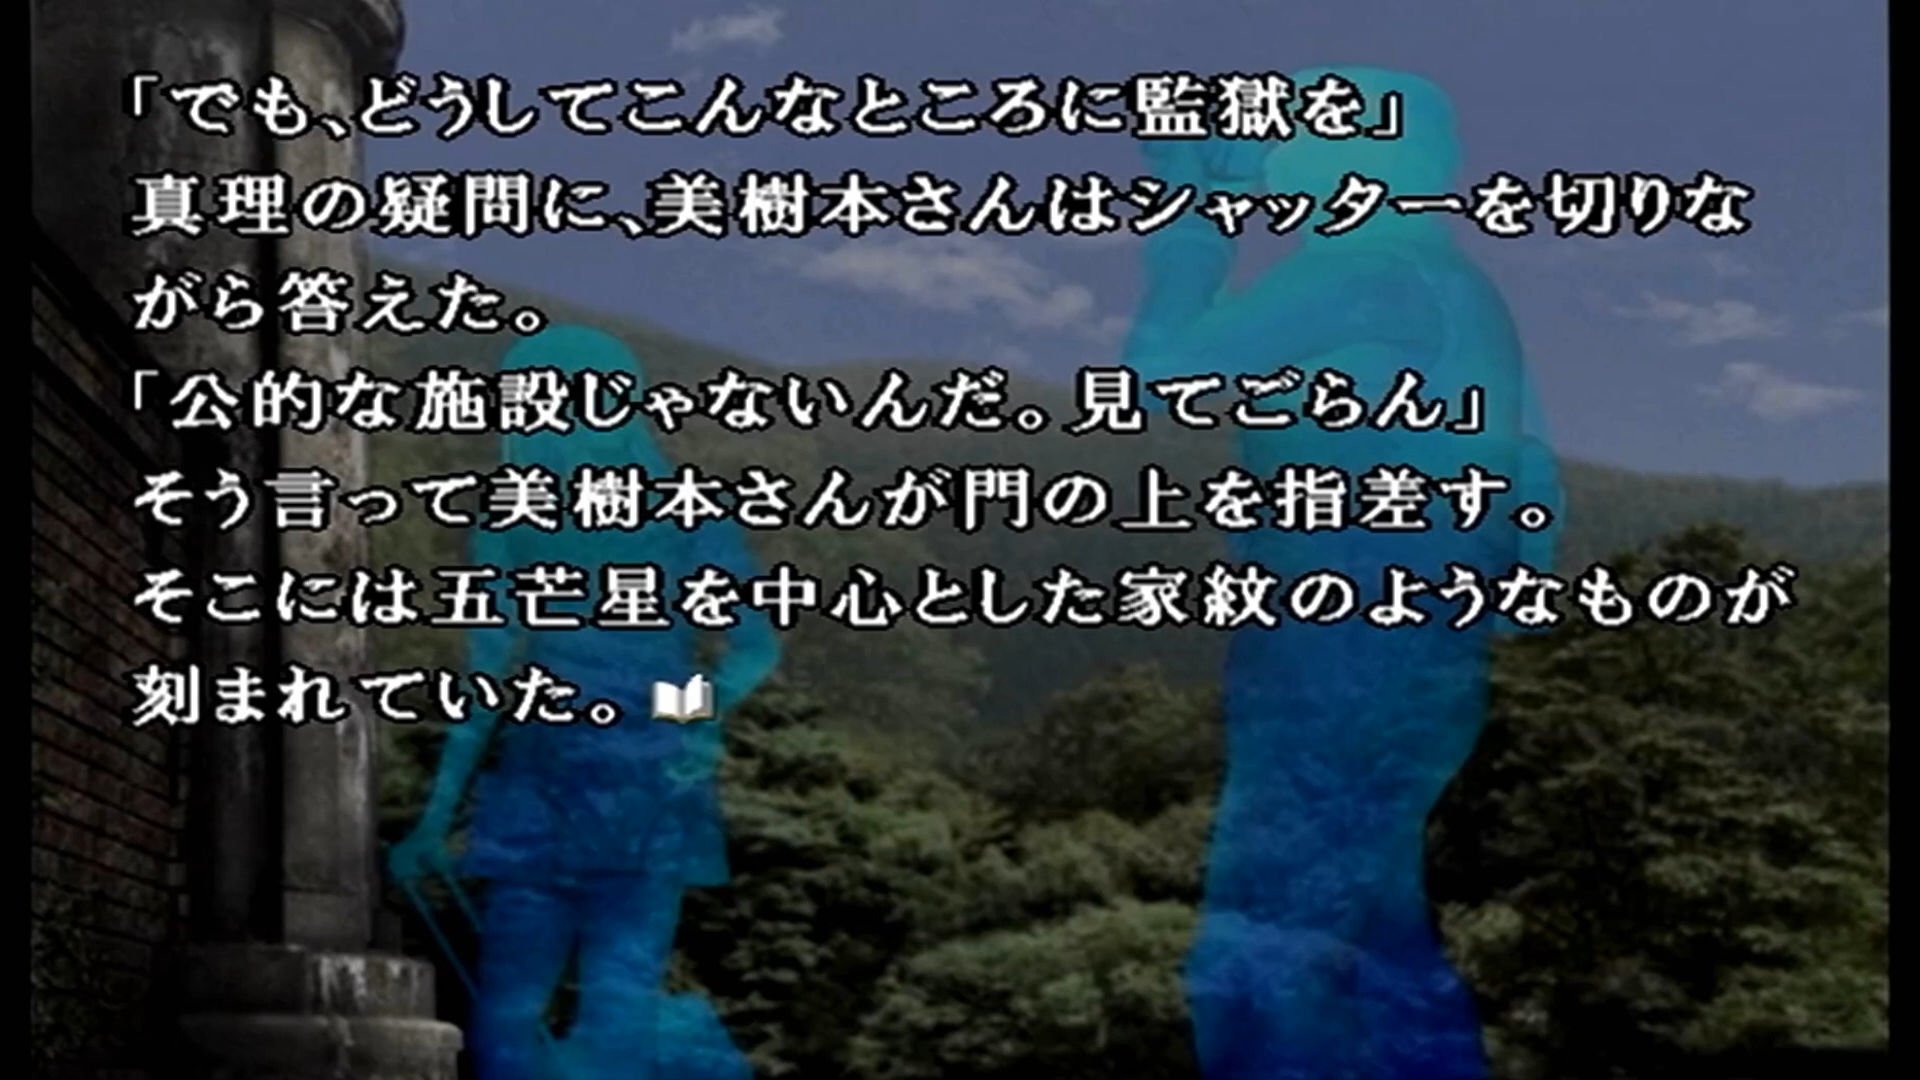 「でも、どうしてこんなところに監獄を」
真理の疑問に、美樹本さんはシャッターを切りな
がら答えた。
「公的な施設じゃないんだ。見てごらん」
そう言って美樹本さんが門の上を指差す。
そこには五芒星を中心とした家紋のようなものが
刻まれていた。